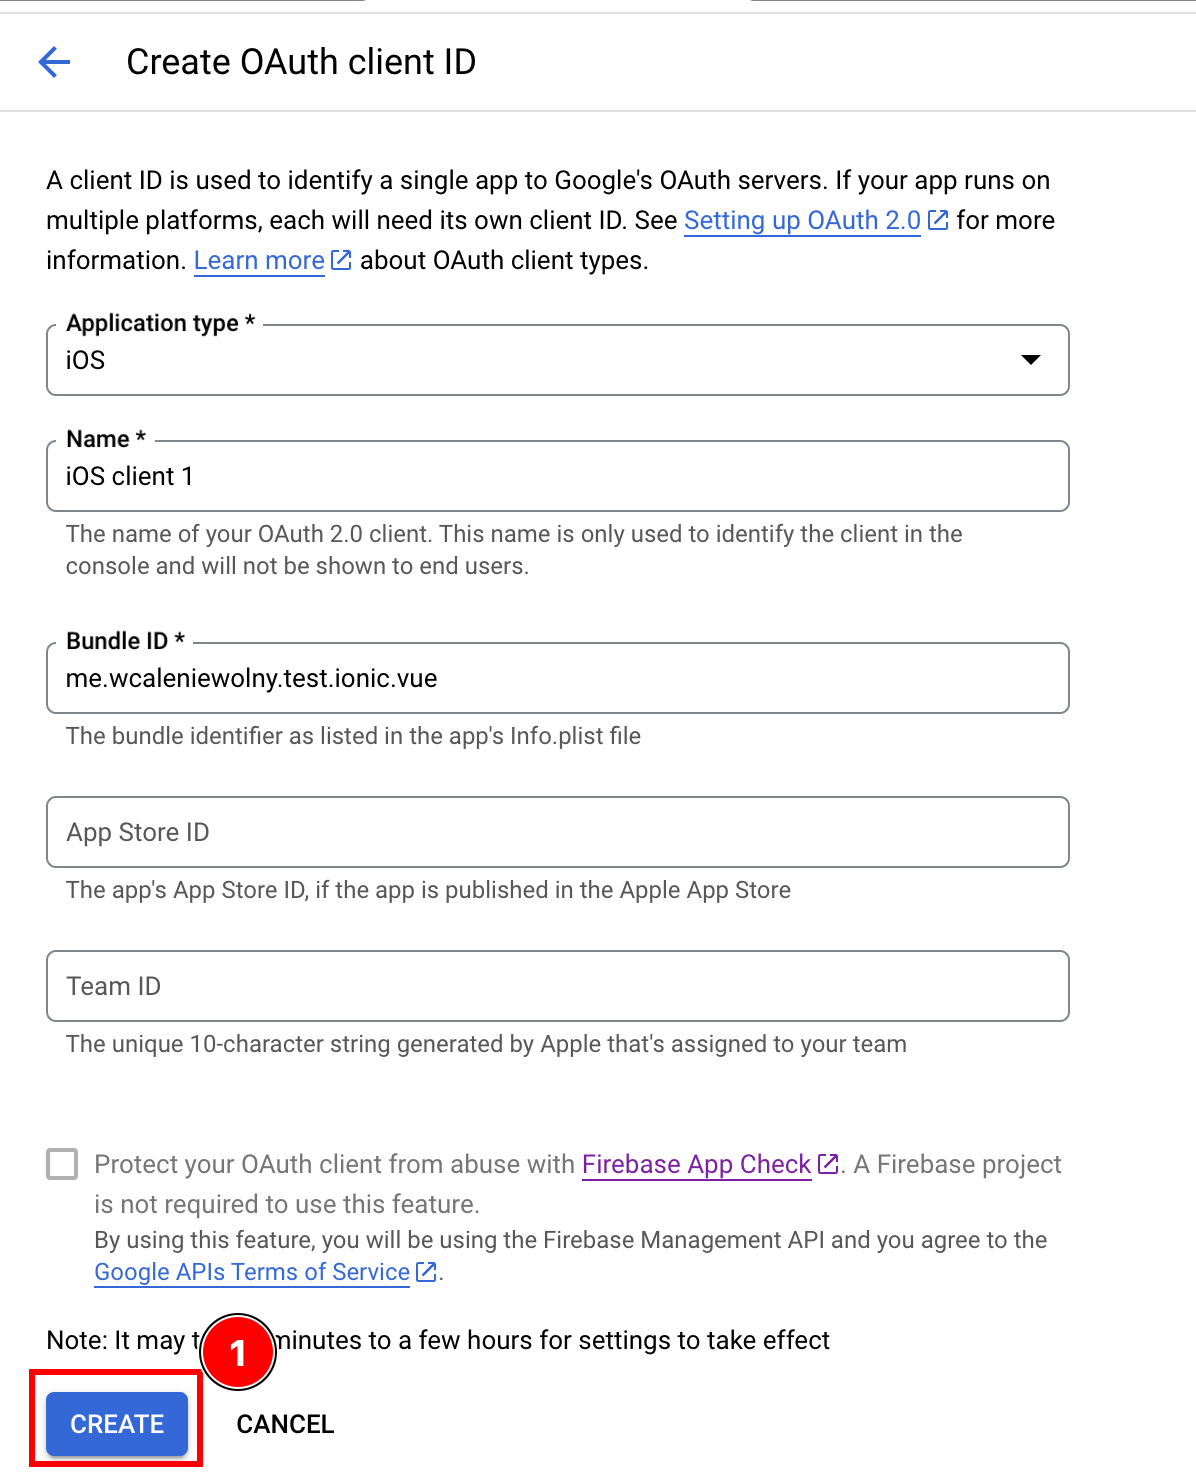 Create OAuth client ID
A client ID is used to identify a single app to Google's OAuth servers. If your app runs on
multiple platforms, each will need its own client ID. See Setting up OAuth 2.0 for more
information. Learn more about OAuth client types.
Application type *
iOS
Name *
iOS client 1
The name of your OAuth 2.0 client. This name is only used to identify the client in the
console and will not be shown to end users.
Bundle ID *
me.wcaleniewolny.test.ionic.vue
The bundle identifier as listed in the app's Info.plist file
App Store ID
The app's App Store ID, if the app is published in the Apple App Store
Team ID
The unique 10-character string generated by Apple that's assigned to your team
Protect your OAuth client from abuse with Firebase App Check. A Firebase project
is not required to use this feature.
By using this feature, you will be using the Firebase Management API and you agree to the
Google APIs Terms of Service.
Note: It may minutes to a few hours for settings to take effect
1
CREATE CANCEL